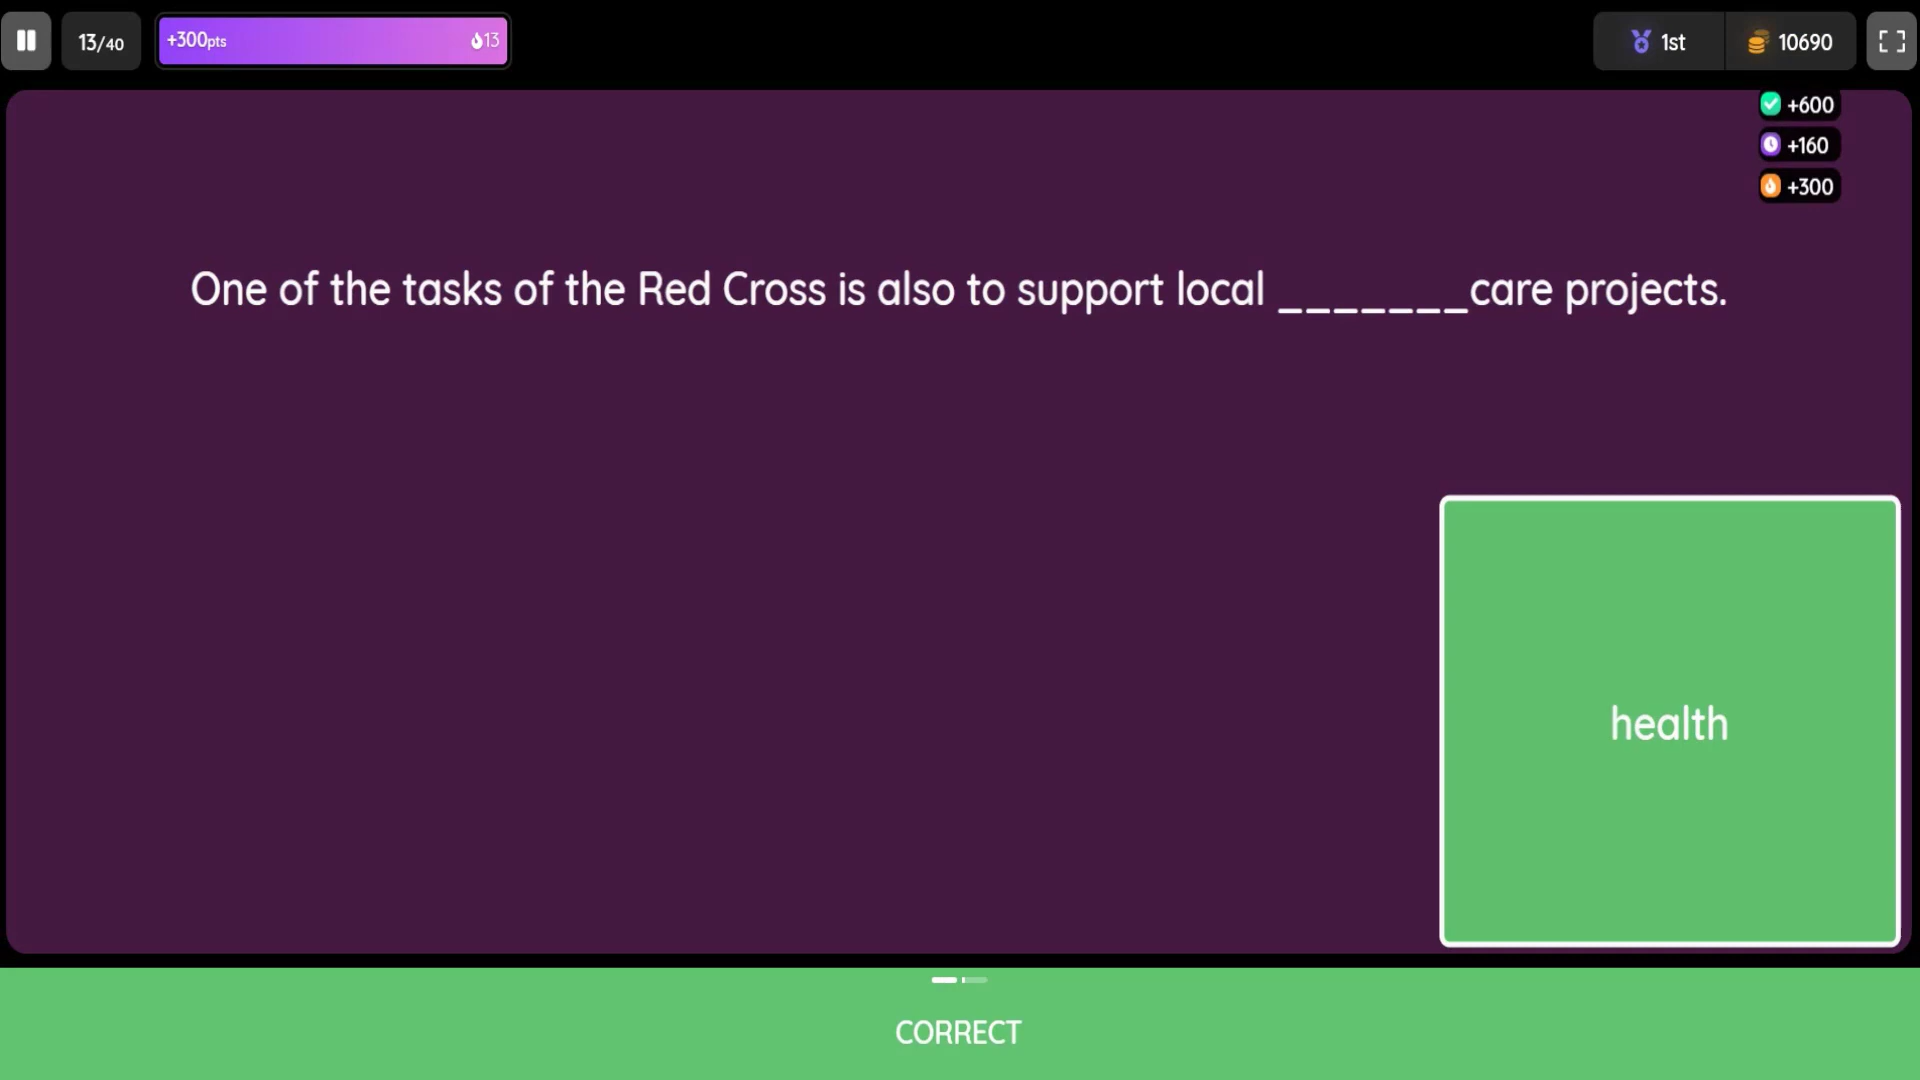 13/40
+300pts
13
1st
10690
+600
+160
+300
One of the tasks of the Red Cross is also to support local _______care projects.
health
CORRECT